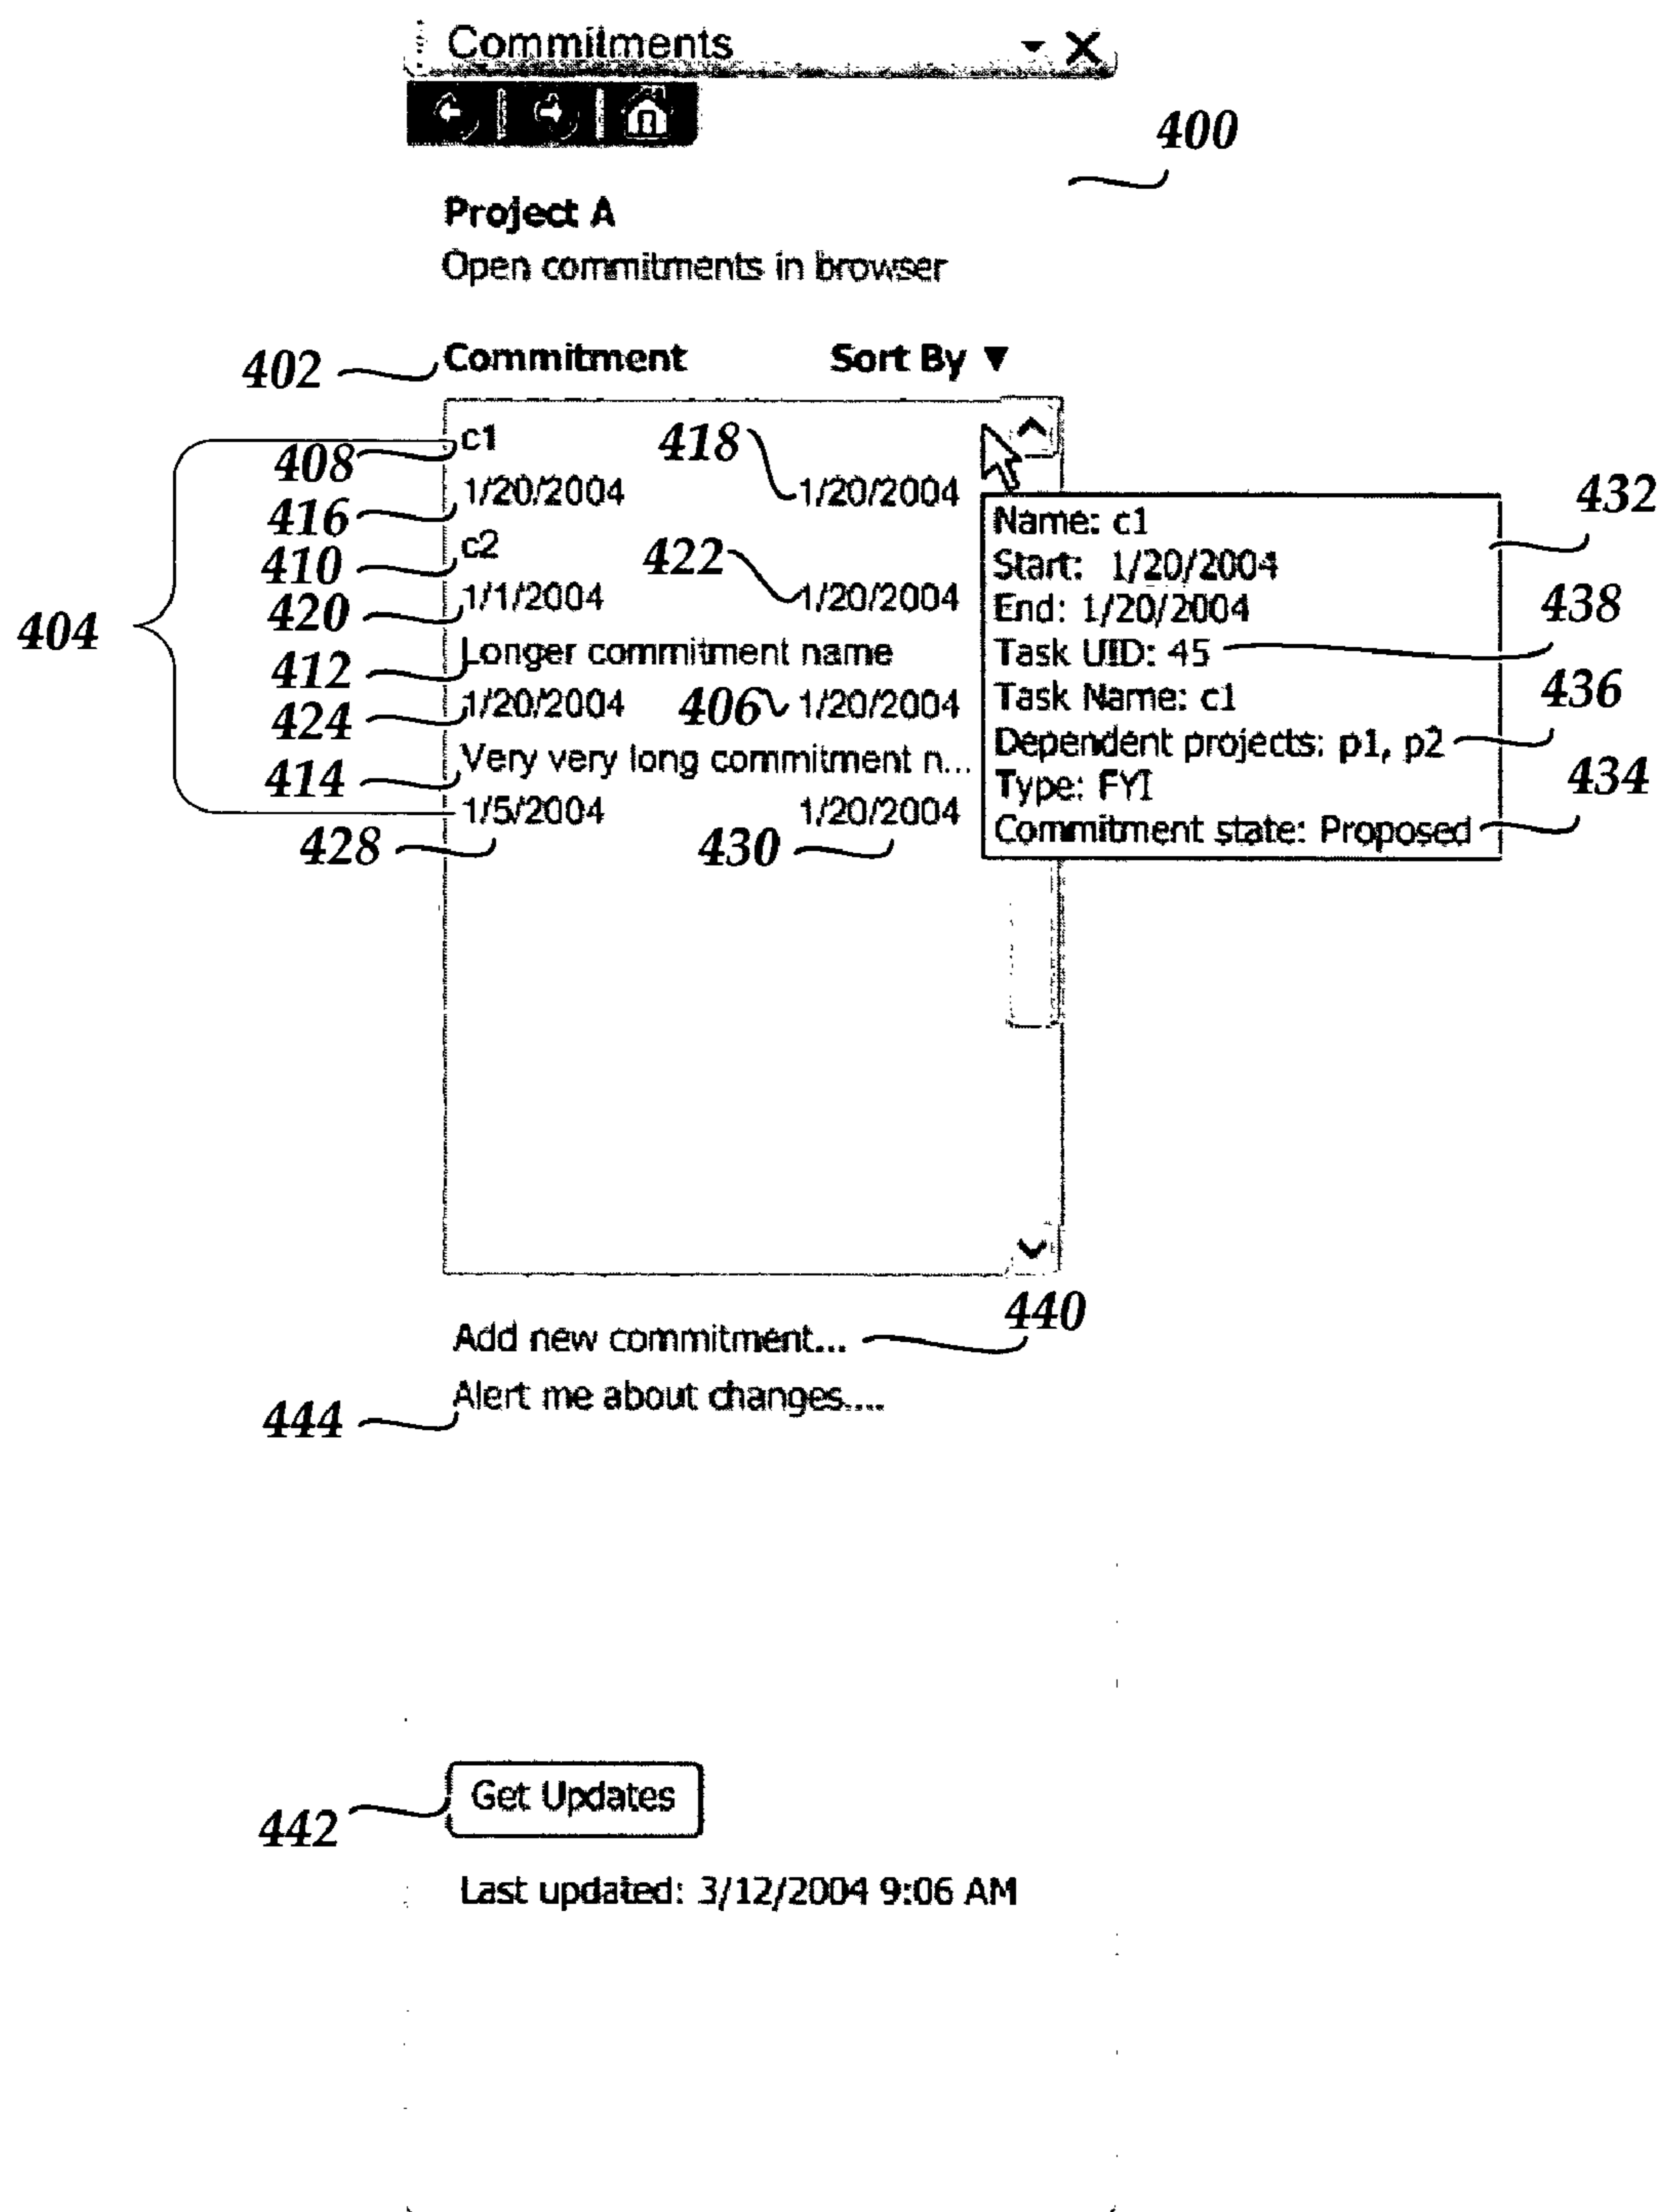 Commitments
400
Project A
Open commitments in browser
402 Commitment Sort By ▼
404
408 c1
416 1/20/2004 418 1/20/2004
410 c2
420 1/1/2004 422 1/20/2004
412 Longer commitment name
424 1/20/2004 406 1/20/2004
414 Very very long commitment n...
428 1/5/2004 430 1/20/2004
432
Name: c1
Start: 1/20/2004
End: 1/20/2004
Task UID: 45 438
Task Name: c1
Dependent projects: p1, p2 436
Type: FYI
Commitment state: Proposed 434
Add new commitment... 440
444 Alert me about changes....
442 Get Updates
Last updated: 3/12/2004 9:06 AM